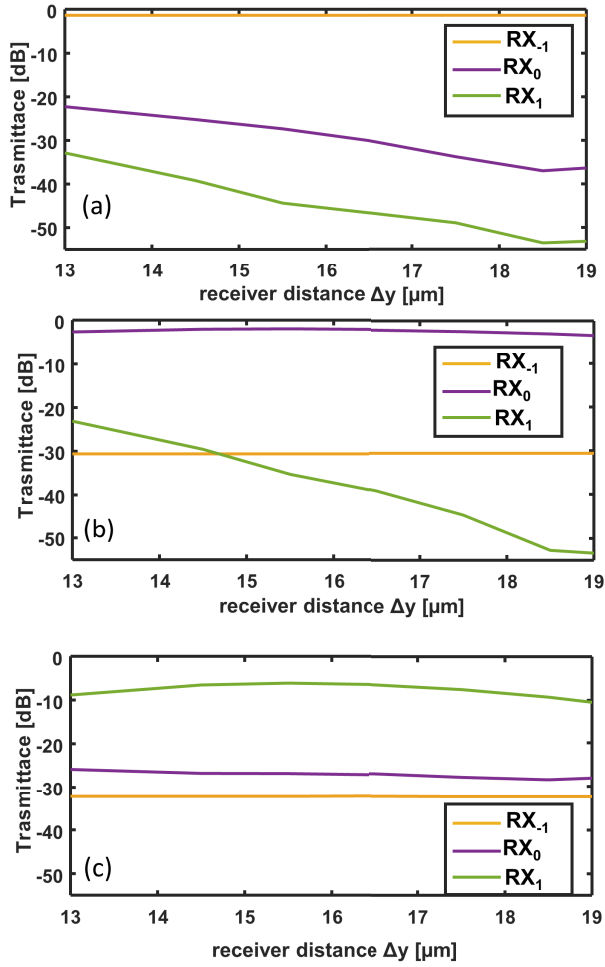 0
-10
-20
-30
-40
-50
Trasmittace [dB]
RX-1
RX0
RX1
(a)
13 14 15 16 17 18 19
receiver distance Δy [µm]
0
-10
-20
-30
-40
-50
Trasmittace [dB]
RX-1
RX0
RX1
(b)
13 14 15 16 17 18 19
receiver distance Δy [µm]
0
-10
-20
-30
-40
-50
Trasmittace [dB]
RX-1
RX0
RX1
(c)
13 14 15 16 17 18 19
receiver distance Δy [µm]